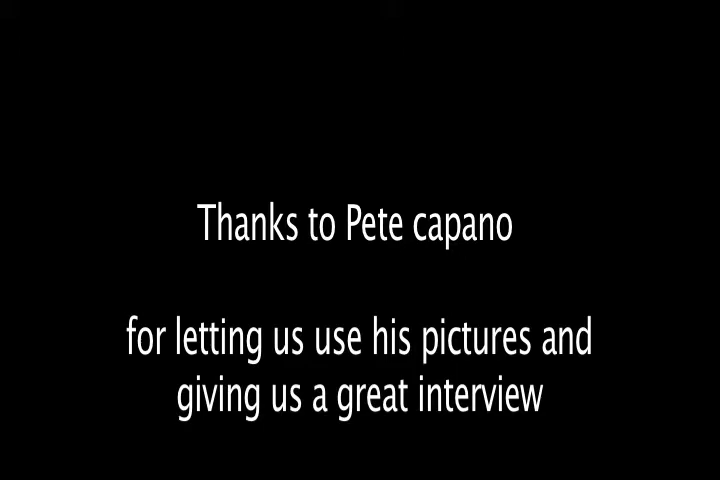 Thanks to Pete capano
for letting us use his pictures and
giving us a great interview